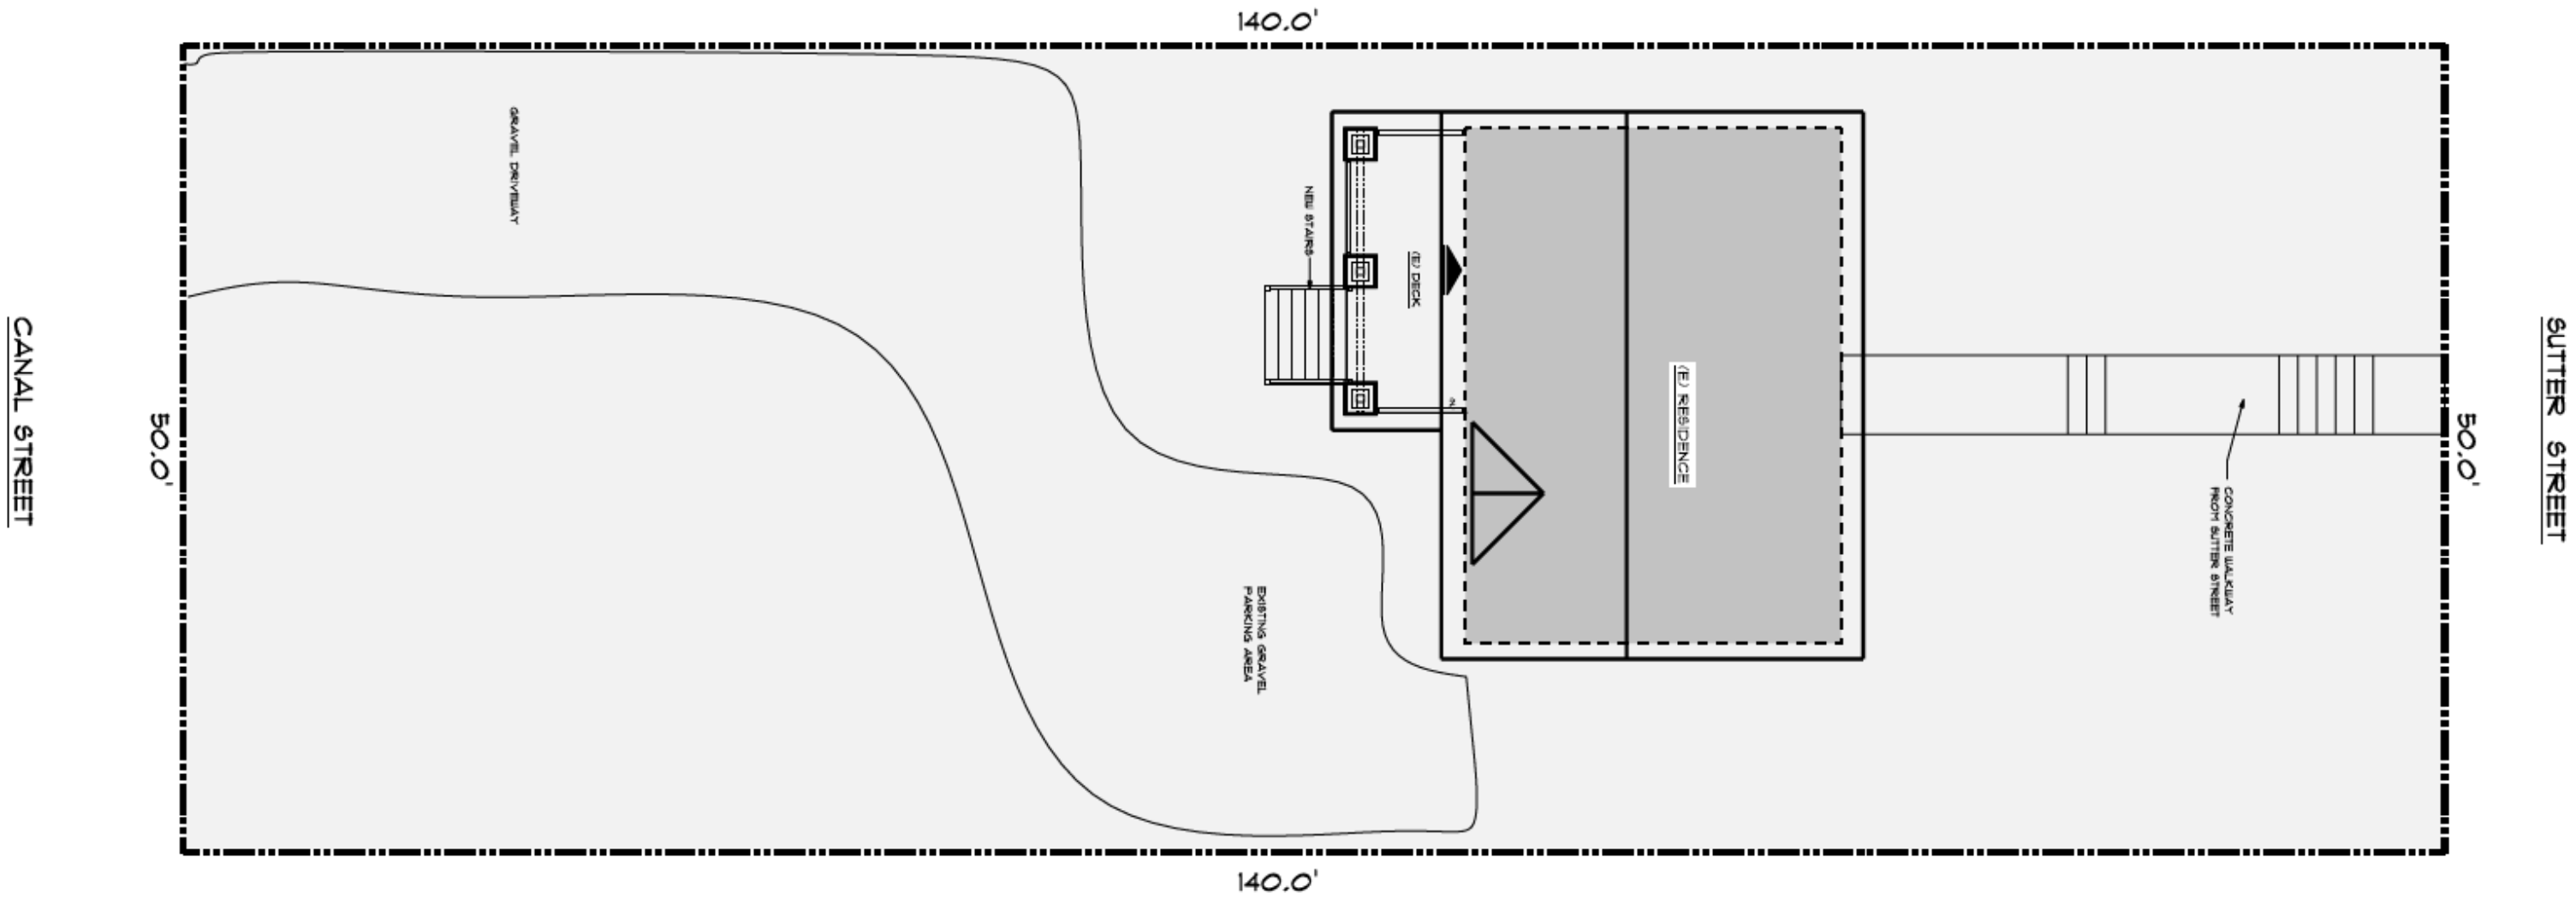 140.0'
CANAL STREET
50.0'
GRAVEL DRIVEWAY
NEW STAIRS
(E) DECK
(E) RESIDENCE
EXISTING GRAVEL
PARKING AREA
CONCRETE WALKWAY
FROM SUTTER STREET
50.0'
SUTTER STREET
140.0'